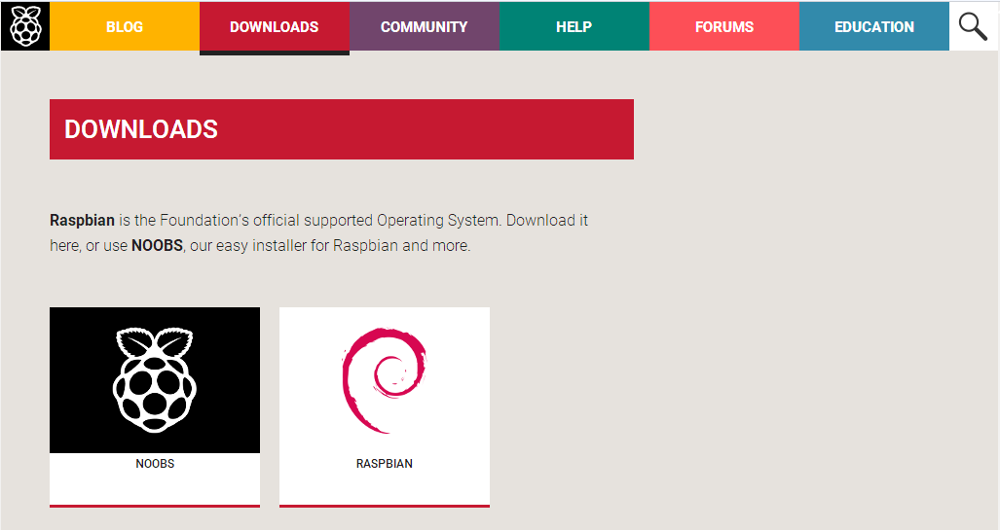 BLOG
DOWNLOADS
COMMUNITY
HELP
FORUMS
EDUCATION
DOWNLOADS
Raspbian is the Foundation's official supported Operating System. Download it
here, or use NOOBS, our easy installer for Raspbian and more.
NOOBS
RASPBIAN